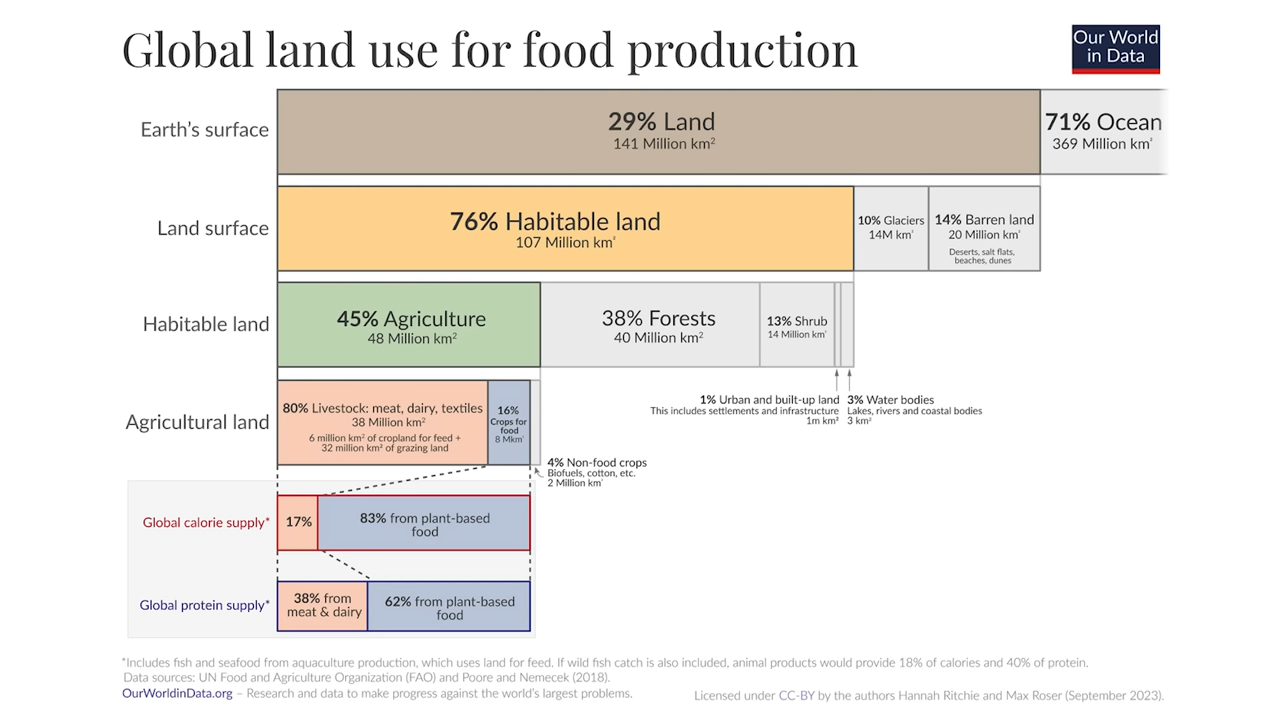 Global land use for food production
Our World
in Data
Earth's surface
29% Land
141 Million km²
71% Ocean
369 Million km²
Land surface
76% Habitable land
107 Million km²
10% Glaciers
14M km²
14% Barren land
20 Million km²
Deserts, salt flats,
beaches, dunes
Habitable land
45% Agriculture
48 Million km²
38% Forests
40 Million km²
13% Shrub
14 Million km²
1% Urban and built-up land
This includes settlements and infrastructure
1m km²
3% Water bodies
Lakes, rivers and coastal bodies
3 km²
Agricultural land
80% Livestock: meat, dairy, textiles
38 Million km²
6 million km² of cropland for feed +
32 million km² of grazing land
16%
Crops for
food
8 Mkm²
4% Non-food crops
Biofuels, cotton, etc.
2 Million km²
Global calorie supply*
17%
83% from plant-based
food
Global protein supply*
38% from
meat & dairy
62% from plant-based
food
*Includes fish and seafood from aquaculture production, which uses land for feed. If wild fish catch is also included, animal products would provide 18% of calories and 40% of protein.
Data sources: UN Food and Agriculture Organization (FAO) and Poore and Nemecek (2018).
OurWorldinData.org – Research and data to make progress against the world's largest problems.
Licensed under CC-BY by the authors Hannah Ritchie and Max Roser (September 2023).